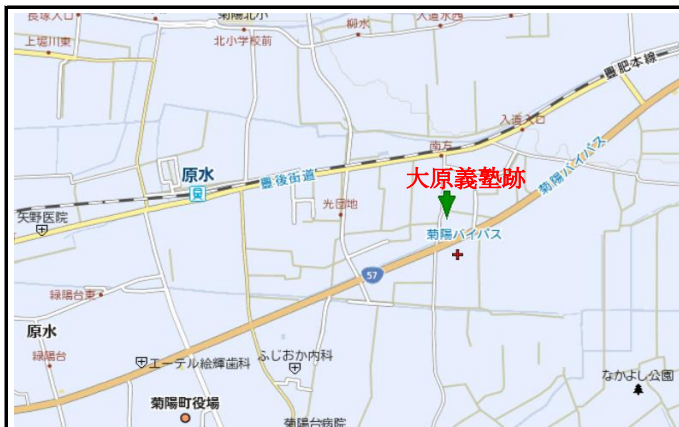 長塚入口
菊陽北小
柳水
入道水西
上堀川東
北小学校前
豊肥本線
入道入口
南方
原水
豊後街道
大原義塾跡
菊陽バイパス
矢野医院
光団地
菊陽バイパス
57
緑陽台東
原水
緑陽台
エーテル絵輝歯科
ふじおか内科
なかよし公園
菊陽町役場
菊陽台病院